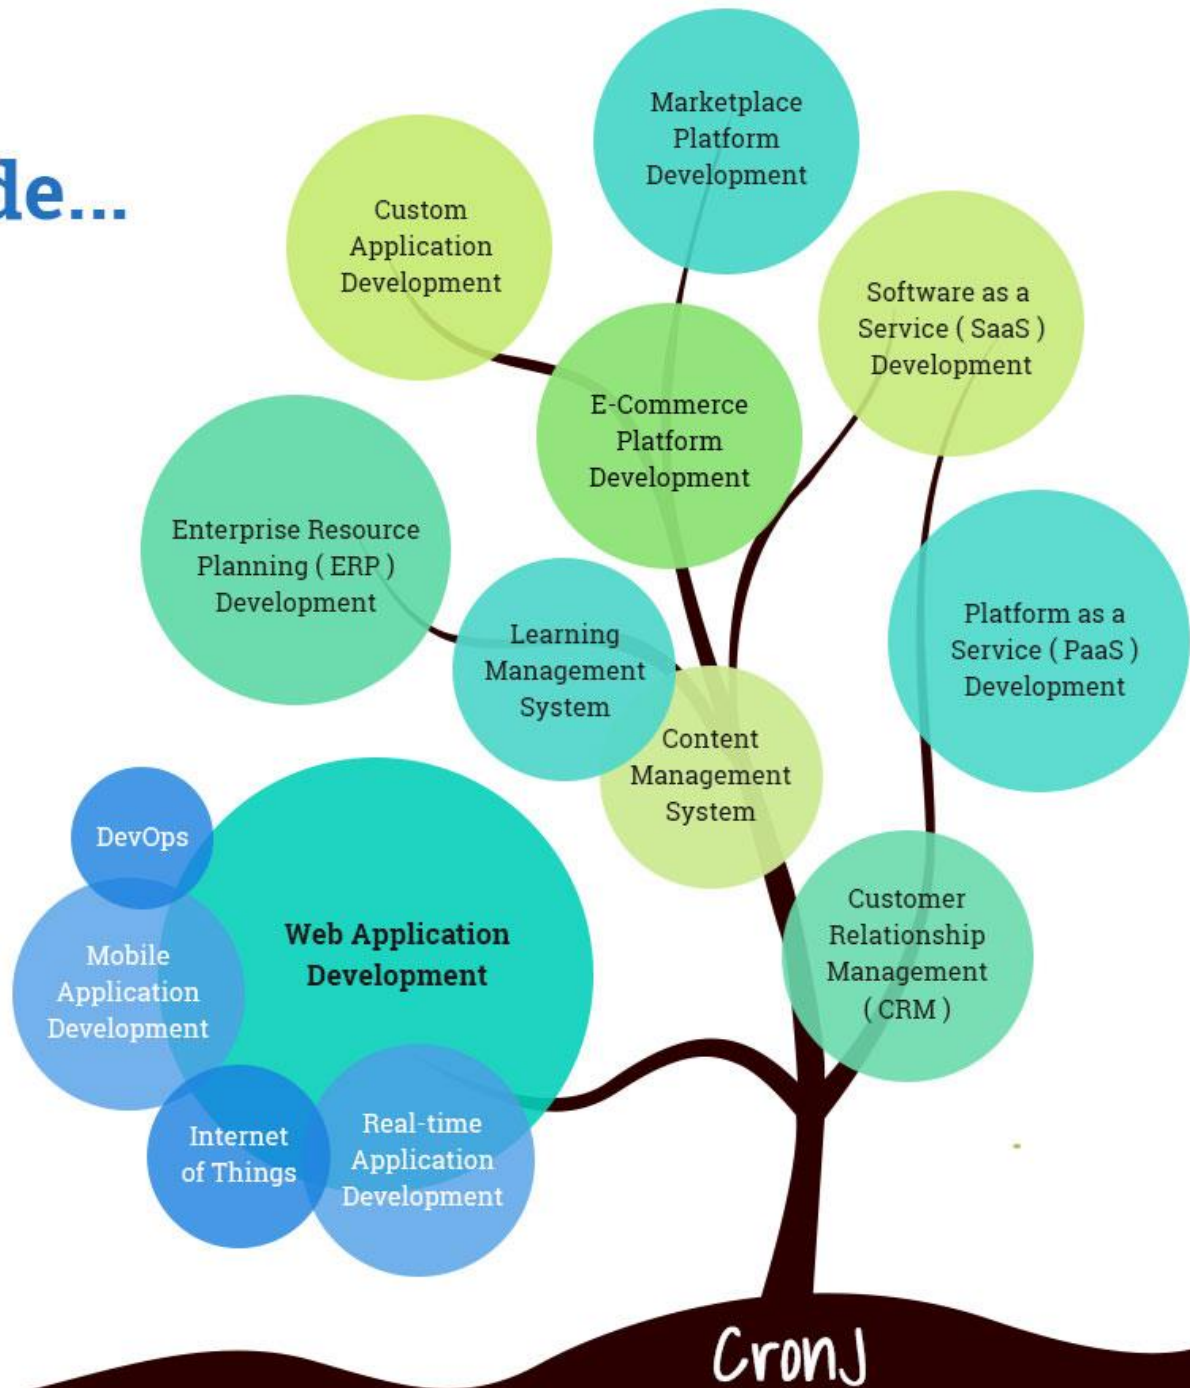 de...
Marketplace
Platform
Development
Custom
Application
Development
Software as a
Service ( SaaS )
Development
E-Commerce
Platform
Development
Enterprise Resource
Planning ( ERP )
Development
Learning
Management
System
Platform as a
Service ( PaaS )
Development
Content
Management
System
DevOps
Web Application
Development
Mobile
Application
Development
Customer
Relationship
Management
( CRM )
Internet
of Things
Real-time
Application
Development
CronJ